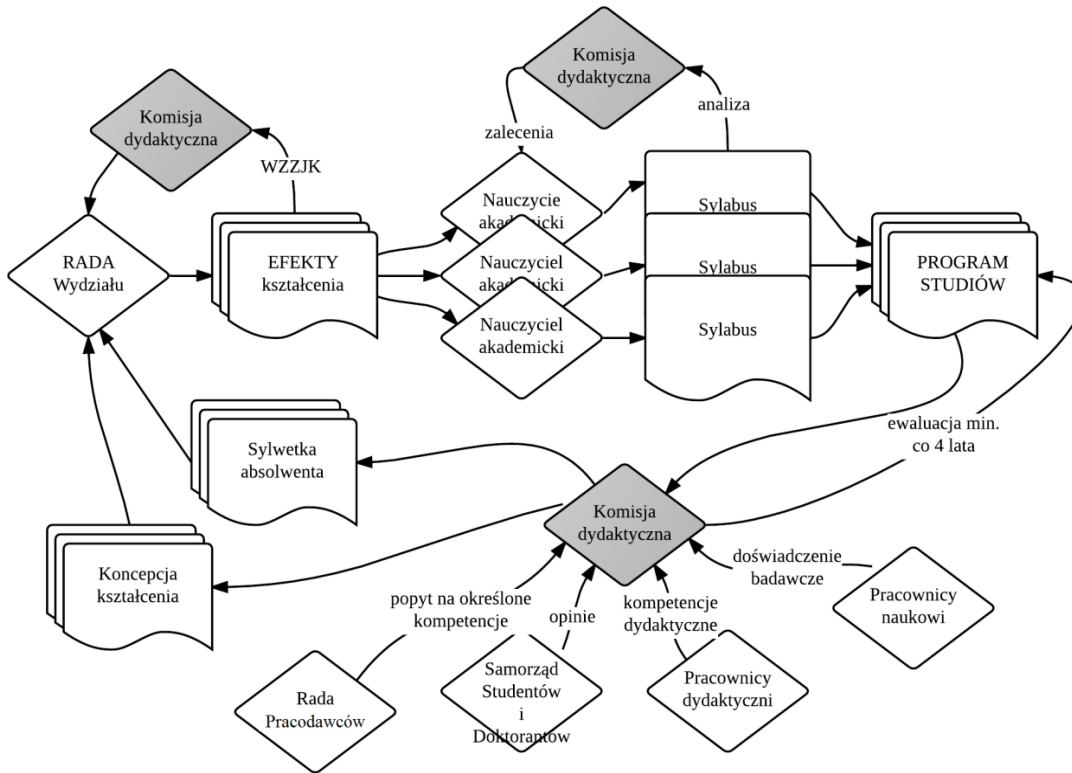 Komisja
dydaktyczna
analiza
zalecenia
Komisja
dydaktyczna
WZZJK
RADA
Wydziału
EFEKTY
kształcenia
Nauczycie
Nauczyciel
Nauczyciel
akademicki
Sylabus
Sylabus
Sylabus
PROGRAM
STUDIÓW
ewaluacja min.
co 4 lata
Sylwetka
absolwenta
Koncepcja
kształcenia
Komisja
dydaktyczna
popyt na określone
kompetencje
opinie
kompetencje
dydaktyczne
doświadczenie
badawcze
Rada
Pracodawców
Samorząd
Studentów
i
Doktorantów
Pracownicy
dydaktyczni
Pracownicy
naukowi